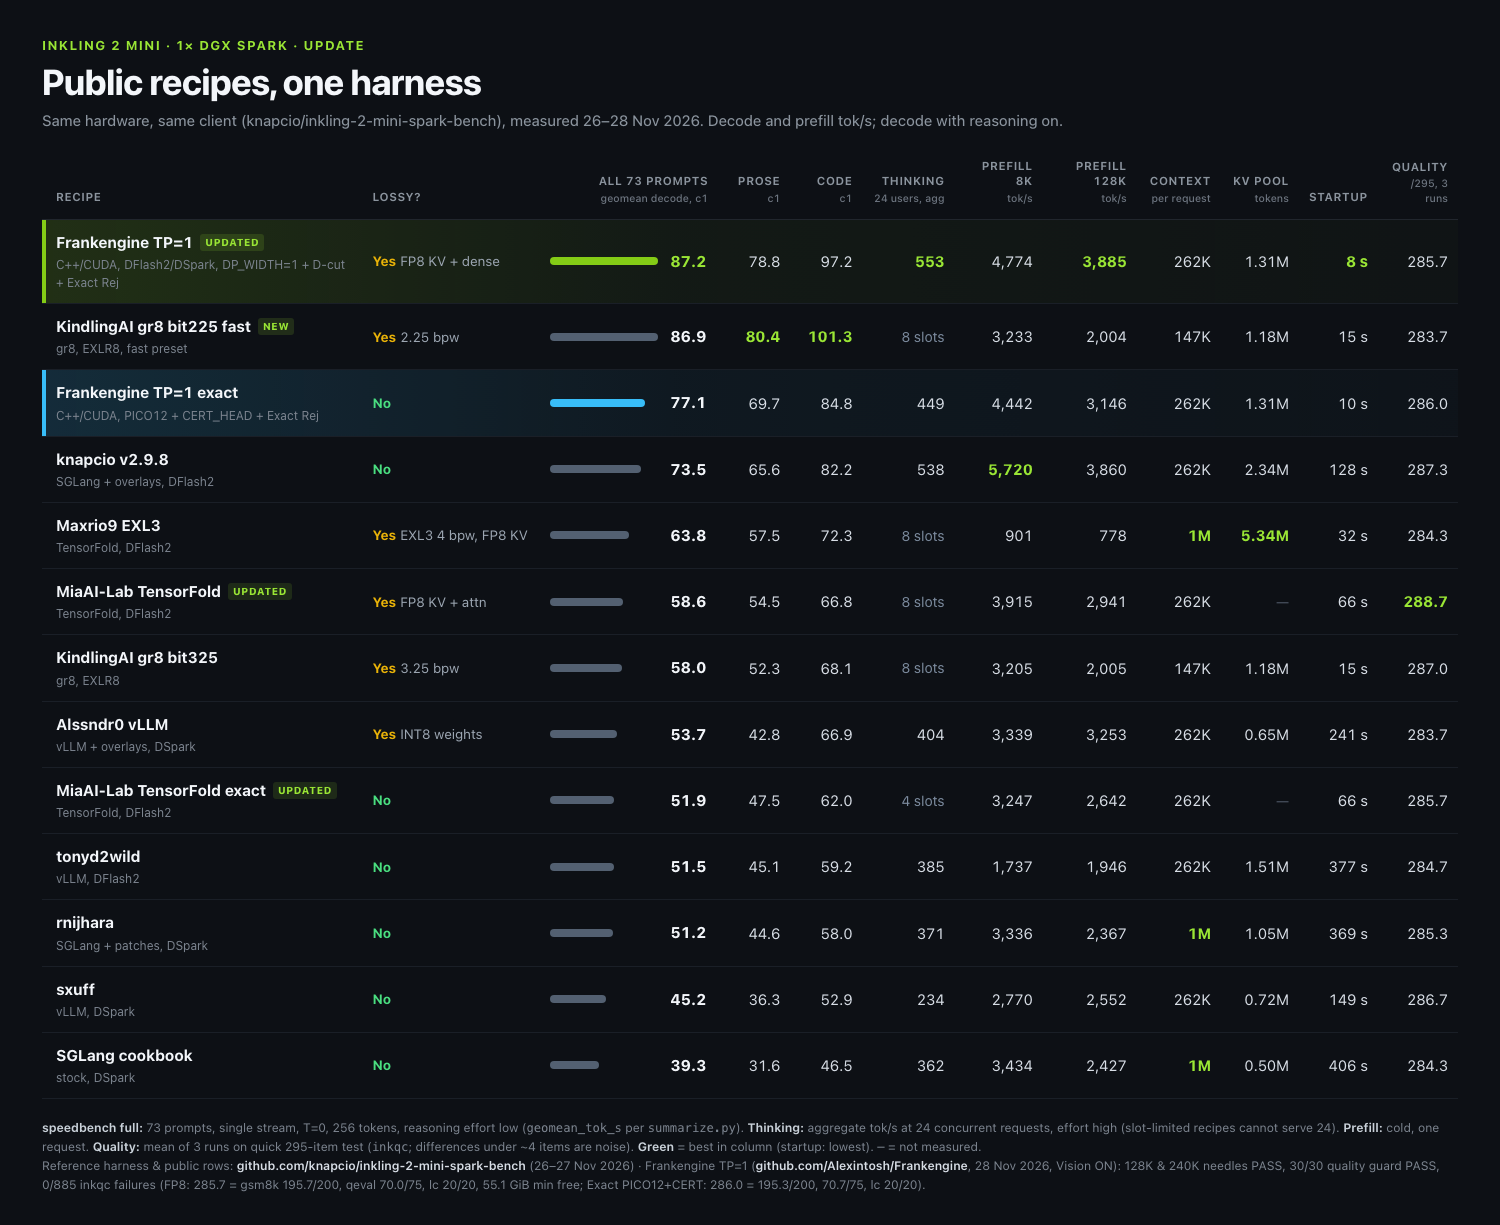 INKLING 2 MINI · 1× DGX SPARK · UPDATE
Public recipes, one harness
Same hardware, same client (knapcio/inkling-2-mini-spark-bench), measured 26–28 Nov 2026. Decode and prefill tok/s; decode with reasoning on.
RECIPE LOSSY? ALL 73 PROMPTS geomean decode, c1 PROSE c1 CODE c1 THINKING 24 users, agg PREFILL 8K tok/s PREFILL 128K tok/s CONTEXT per request KV POOL tokens STARTUP QUALITY /295, 3 runs
Frankengine TP=1 UPDATED
C++/CUDA, DFlash2/DSpark, DP_WIDTH=1 + D-cut
+ Exact Rej
Yes FP8 KV + dense 87.2 78.8 97.2 553 4,774 3,885 262K 1.31M 8 s 285.7
KindlingAI gr8 bit225 fast NEW
gr8, EXLR8, fast preset
Yes 2.25 bpw 86.9 80.4 101.3 8 slots 3,233 2,004 147K 1.18M 15 s 283.7
Frankengine TP=1 exact
C++/CUDA, PICO12 + CERT_HEAD + Exact Rej
No 77.1 69.7 84.8 449 4,442 3,146 262K 1.31M 10 s 286.0
knapcio v2.9.8
SGLang + overlays, DFlash2
No 73.5 65.6 82.2 538 5,720 3,860 262K 2.34M 128 s 287.3
Maxrio9 EXL3
TensorFold, DFlash2
Yes EXL3 4 bpw, FP8 KV 63.8 57.5 72.3 8 slots 901 778 1M 5.34M 32 s 284.3
MiaAI-Lab TensorFold UPDATED
TensorFold, DFlash2
Yes FP8 KV + attn 58.6 54.5 66.8 8 slots 3,915 2,941 262K — 66 s 288.7
KindlingAI gr8 bit325
gr8, EXLR8
Yes 3.25 bpw 58.0 52.3 68.1 8 slots 3,205 2,005 147K 1.18M 15 s 287.0
Alssndr0 vLLM
vLLM + overlays, DSpark
Yes INT8 weights 53.7 42.8 66.9 404 3,339 3,253 262K 0.65M 241 s 283.7
MiaAI-Lab TensorFold exact UPDATED
TensorFold, DFlash2
No 51.9 47.5 62.0 4 slots 3,247 2,642 262K — 66 s 285.7
tonyd2wild
vLLM, DFlash2
No 51.5 45.1 59.2 385 1,737 1,946 262K 1.51M 377 s 284.7
rnijhara
SGLang + patches, DSpark
No 51.2 44.6 58.0 371 3,336 2,367 1M 1.05M 369 s 285.3
sxuff
vLLM, DSpark
No 45.2 36.3 52.9 234 2,770 2,552 262K 0.72M 149 s 286.7
SGLang cookbook
stock, DSpark
No 39.3 31.6 46.5 362 3,434 2,427 1M 0.50M 406 s 284.3
speedbench full: 73 prompts, single stream, T=0, 256 tokens, reasoning effort low (geomean_tok_s per summarize.py). Thinking: aggregate tok/s at 24 concurrent requests, effort high (slot-limited recipes cannot serve 24). Prefill: cold, one
request. Quality: mean of 3 runs on quick 295-item test (inkqc; differences under ~4 items are noise). Green = best in column (startup: lowest). — = not measured.
Reference harness & public rows: github.com/knapcio/inkling-2-mini-spark-bench (26–27 Nov 2026) · Frankengine TP=1 (github.com/Alexintosh/Frankengine, 28 Nov 2026, Vision ON): 128K & 240K needles PASS, 30/30 quality guard PASS,
0/885 inkqc failures (FP8: 285.7 = gsm8k 195.7/200, qeval 70.0/75, lc 20/20, 55.1 GiB min free; Exact PICO12+CERT: 286.0 = 195.3/200, 70.7/75, lc 20/20).